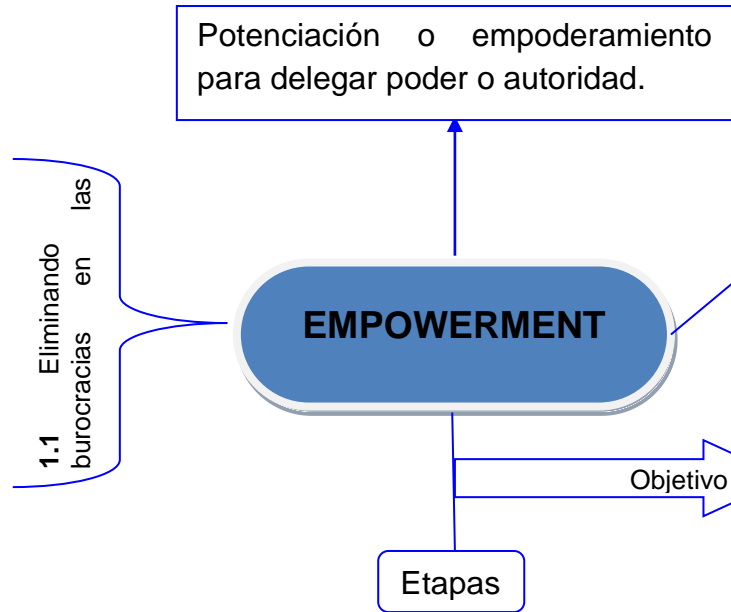 Potenciación o empoderamiento
para delegar poder o autoridad.
1.1 Eliminando
burocracias en las
EMPOWERMENT
Objetivo
Etapas